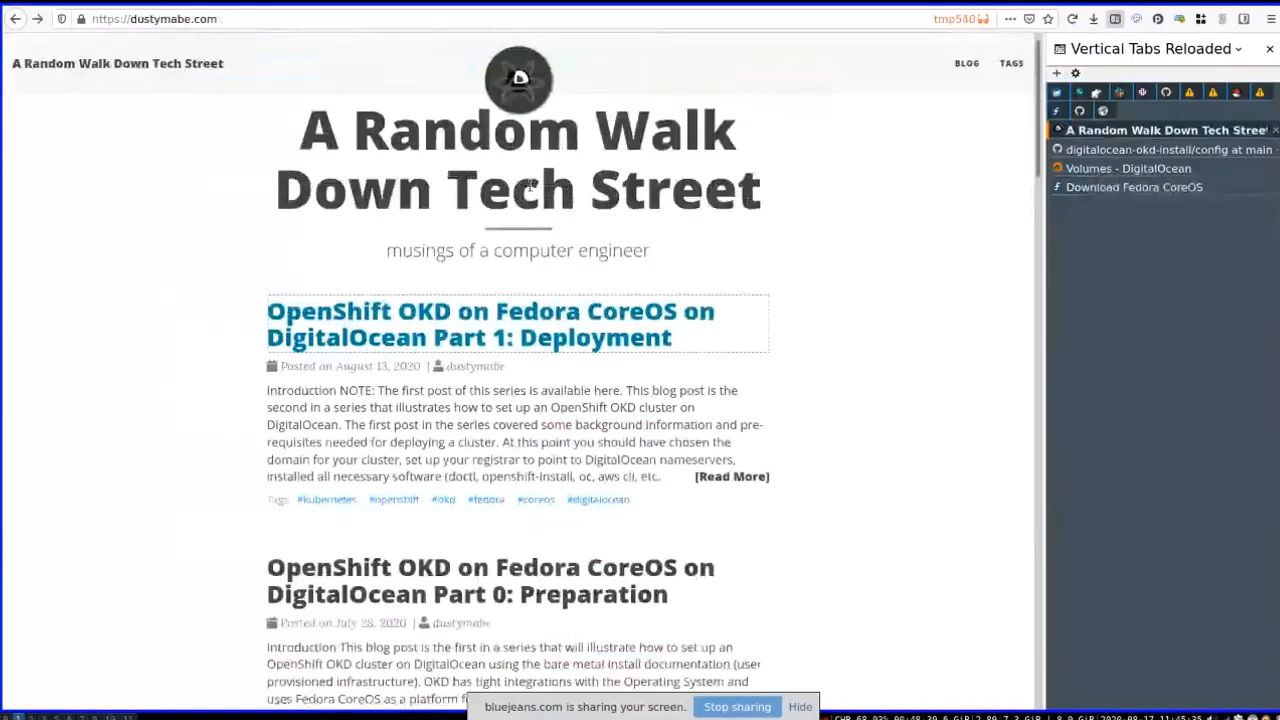 https://dustymabe.com
tmp530
A Random Walk Down Tech Street
BLOG TAGS
A Random Walk
Down Tech Street
musings of a computer engineer
OpenShift OKD on Fedora CoreOS on
DigitalOcean Part 1: Deployment
Posted on August 13, 2020 | dustymabe
Introduction NOTE: The first post of this series is available here. This blog post is the
second in a series that illustrates how to set up an OpenShift OKD cluster on
DigitalOcean. The first post in the series covered some background information and pre-
requisites needed for deploying a cluster. At this point you should have chosen the
domain for your cluster, set up your registrar to point to DigitalOcean nameservers,
installed all necessary software (doctl, openshift-install, oc, aws cli, etc. [Read More]
Tags #kubernetes #openshift #okd #fedora #coreos #digitalocean
OpenShift OKD on Fedora CoreOS on
DigitalOcean Part 0: Preparation
Posted on July 28, 2020 | dustymabe
Introduction This blog post is the first in a series that will illustrate how to set up an
OpenShift OKD cluster on DigitalOcean using the bare metal install documentation (user
provisioned infrastructure). OKD has tight integrations with the Operating System and
uses Fedora CoreOS as a platform
bluejeans.com is sharing your screen. Stop sharing Hide
Vertical Tabs Reloaded
A Random Walk Down Tech Stree
digitalocean-okd-install/config at main
Volumes - DigitalOcean
Download Fedora CoreOS